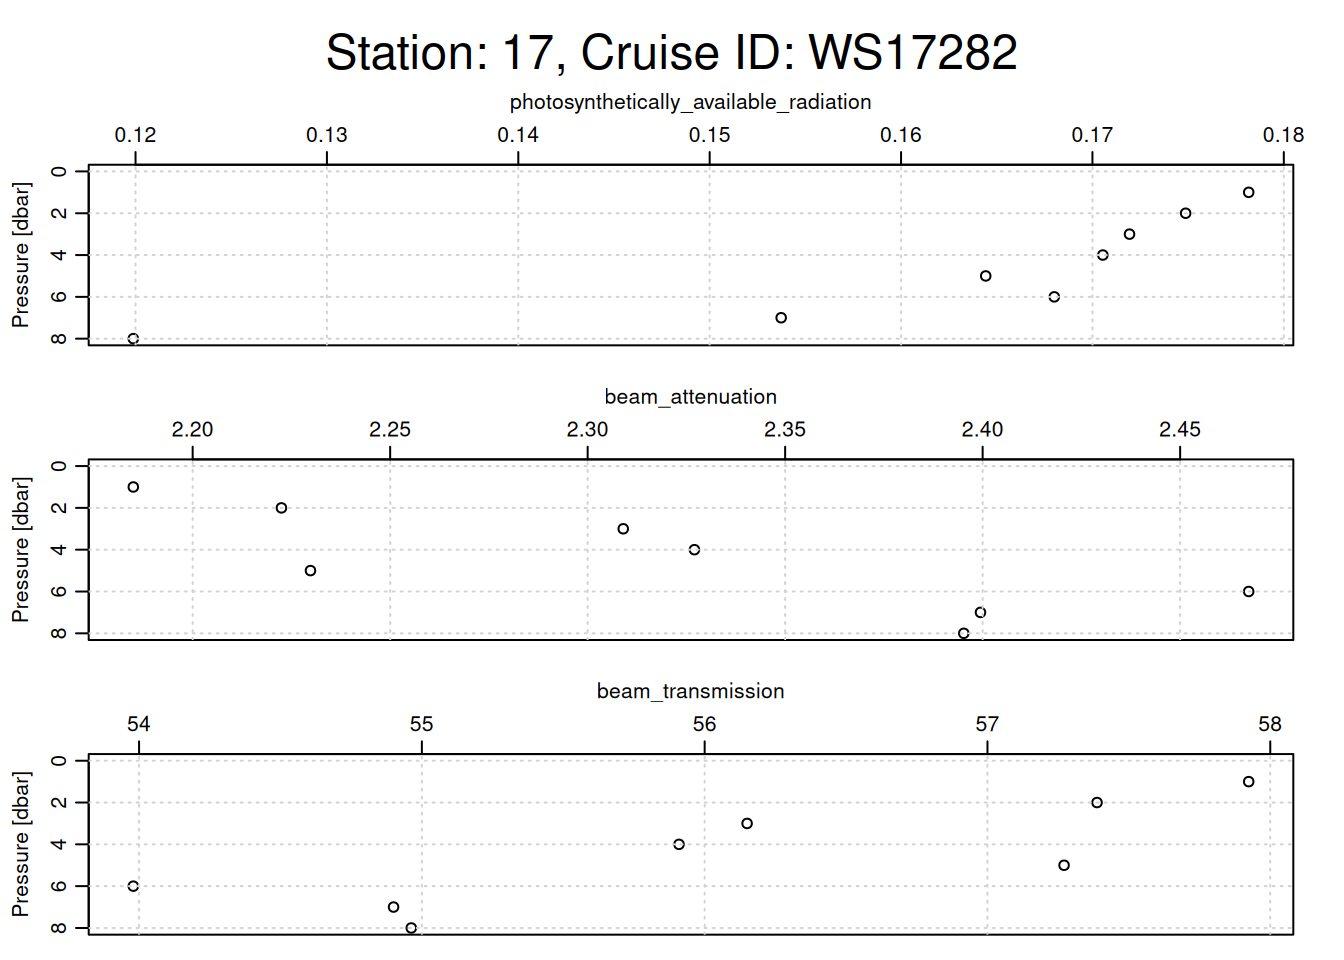 Station: 17, Cruise ID: WS17282
photosynthetically_available_radiation
0.12 0.13 0.14 0.15 0.16 0.17 0.18
Pressure [dbar]
0
2
4
6
8
beam_attenuation
2.20 2.25 2.30 2.35 2.40 2.45
Pressure [dbar]
0
2
4
6
8
beam_transmission
54 55 56 57 58
Pressure [dbar]
0
2
4
6
8